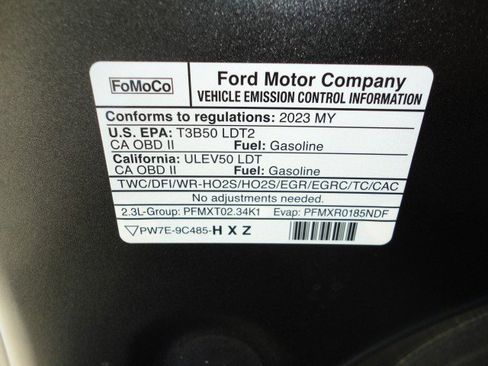 FoMoCo
Ford Motor Company
VEHICLE EMISSION CONTROL INFORMATION
Conforms to regulations: 2023 MY
U.S. EPA: T3B50 LDT2
CA OBD II Fuel: Gasoline
California: ULEV50 LDT
CA OBD II Fuel: Gasoline
TWC/DFI/WR-HO2S/HO2S/EGR/EGRC/TC/CAC
No adjustments needed.
2.3L-Group: PFMXT02.34K1 Evap: PFMXR0185NDF
PW7E-9C485-H X Z